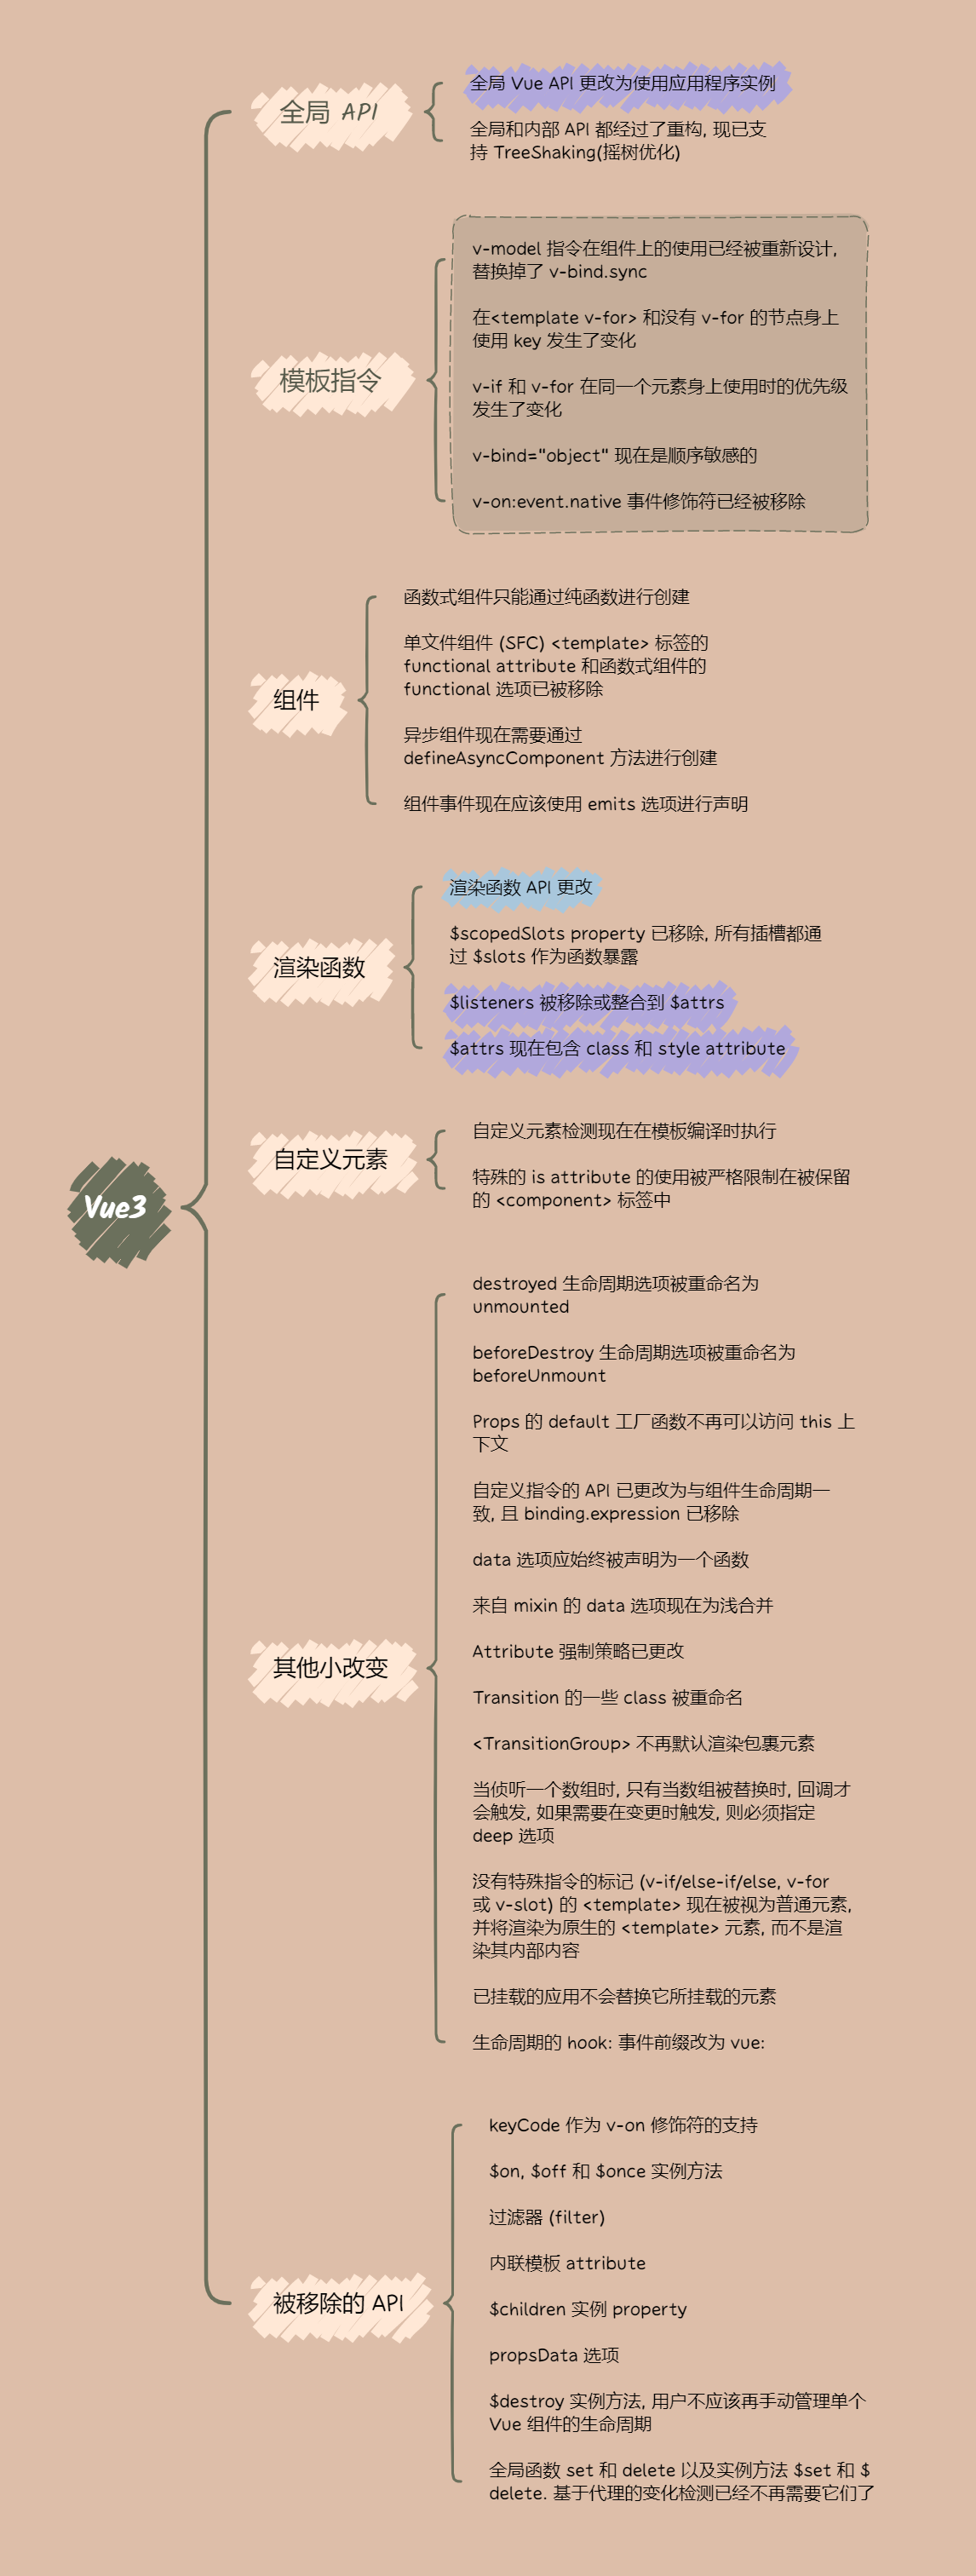 全局 API
全局 Vue API 更改为使用应用程序实例
全局和内部 API 都经过了重构, 现已支
持 TreeShaking(摇树优化)
模板指令
v-model 指令在组件上的使用已经被重新设计,
替换掉了 v-bind.sync
在<template v-for> 和没有 v-for 的节点身上
使用 key 发生了变化
v-if 和 v-for 在同一个元素身上使用时的优先级
发生了变化
v-bind="object" 现在是顺序敏感的
v-on:event.native 事件修饰符已经被移除
组件
函数式组件只能通过纯函数进行创建
单文件组件 (SFC) <template> 标签的
functional attribute 和函数式组件的
functional 选项已被移除
异步组件现在需要通过
defineAsyncComponent 方法进行创建
组件事件现在应该使用 emits 选项进行声明
渲染函数
渲染函数 API 更改
$scopedSlots property 已移除, 所有插槽都通
过 $slots 作为函数暴露
$listeners 被移除或整合到 $attrs
$attrs 现在包含 class 和 style attribute
Vue3
自定义元素
自定义元素检测现在在模板编译时执行
特殊的 is attribute 的使用被严格限制在被保留
的 <component> 标签中
其他小改变
destroyed 生命周期选项被重命名为
unmounted
beforeDestroy 生命周期选项被重命名为
beforeUnmount
Props 的 default 工厂函数不再可以访问 this 上
下文
自定义指令的 API 已更改为与组件生命周期一
致, 且 binding.expression 已移除
data 选项应始终被声明为一个函数
来自 mixin 的 data 选项现在为浅合并
Attribute 强制策略已更改
Transition 的一些 class 被重命名
<TransitionGroup> 不再默认渲染包裹元素
当侦听一个数组时, 只有当数组被替换时, 回调才
会触发, 如果需要在变更时触发, 则必须指定
deep 选项
没有特殊指令的标记 (v-if/else-if/else, v-for
或 v-slot) 的 <template> 现在被视为普通元素,
并将渲染为原生的 <template> 元素, 而不是渲
染其内部内容
已挂载的应用不会替换它所挂载的元素
生命周期的 hook: 事件前缀改为 vue:
被移除的 API
keyCode 作为 v-on 修饰符的支持
$on, $off 和 $once 实例方法
过滤器 (filter)
内联模板 attribute
$children 实例 property
propsData 选项
$destroy 实例方法, 用户不应该再手动管理单个
Vue 组件的生命周期
全局函数 set 和 delete 以及实例方法 $set 和 $
delete. 基于代理的变化检测已经不再需要它们了